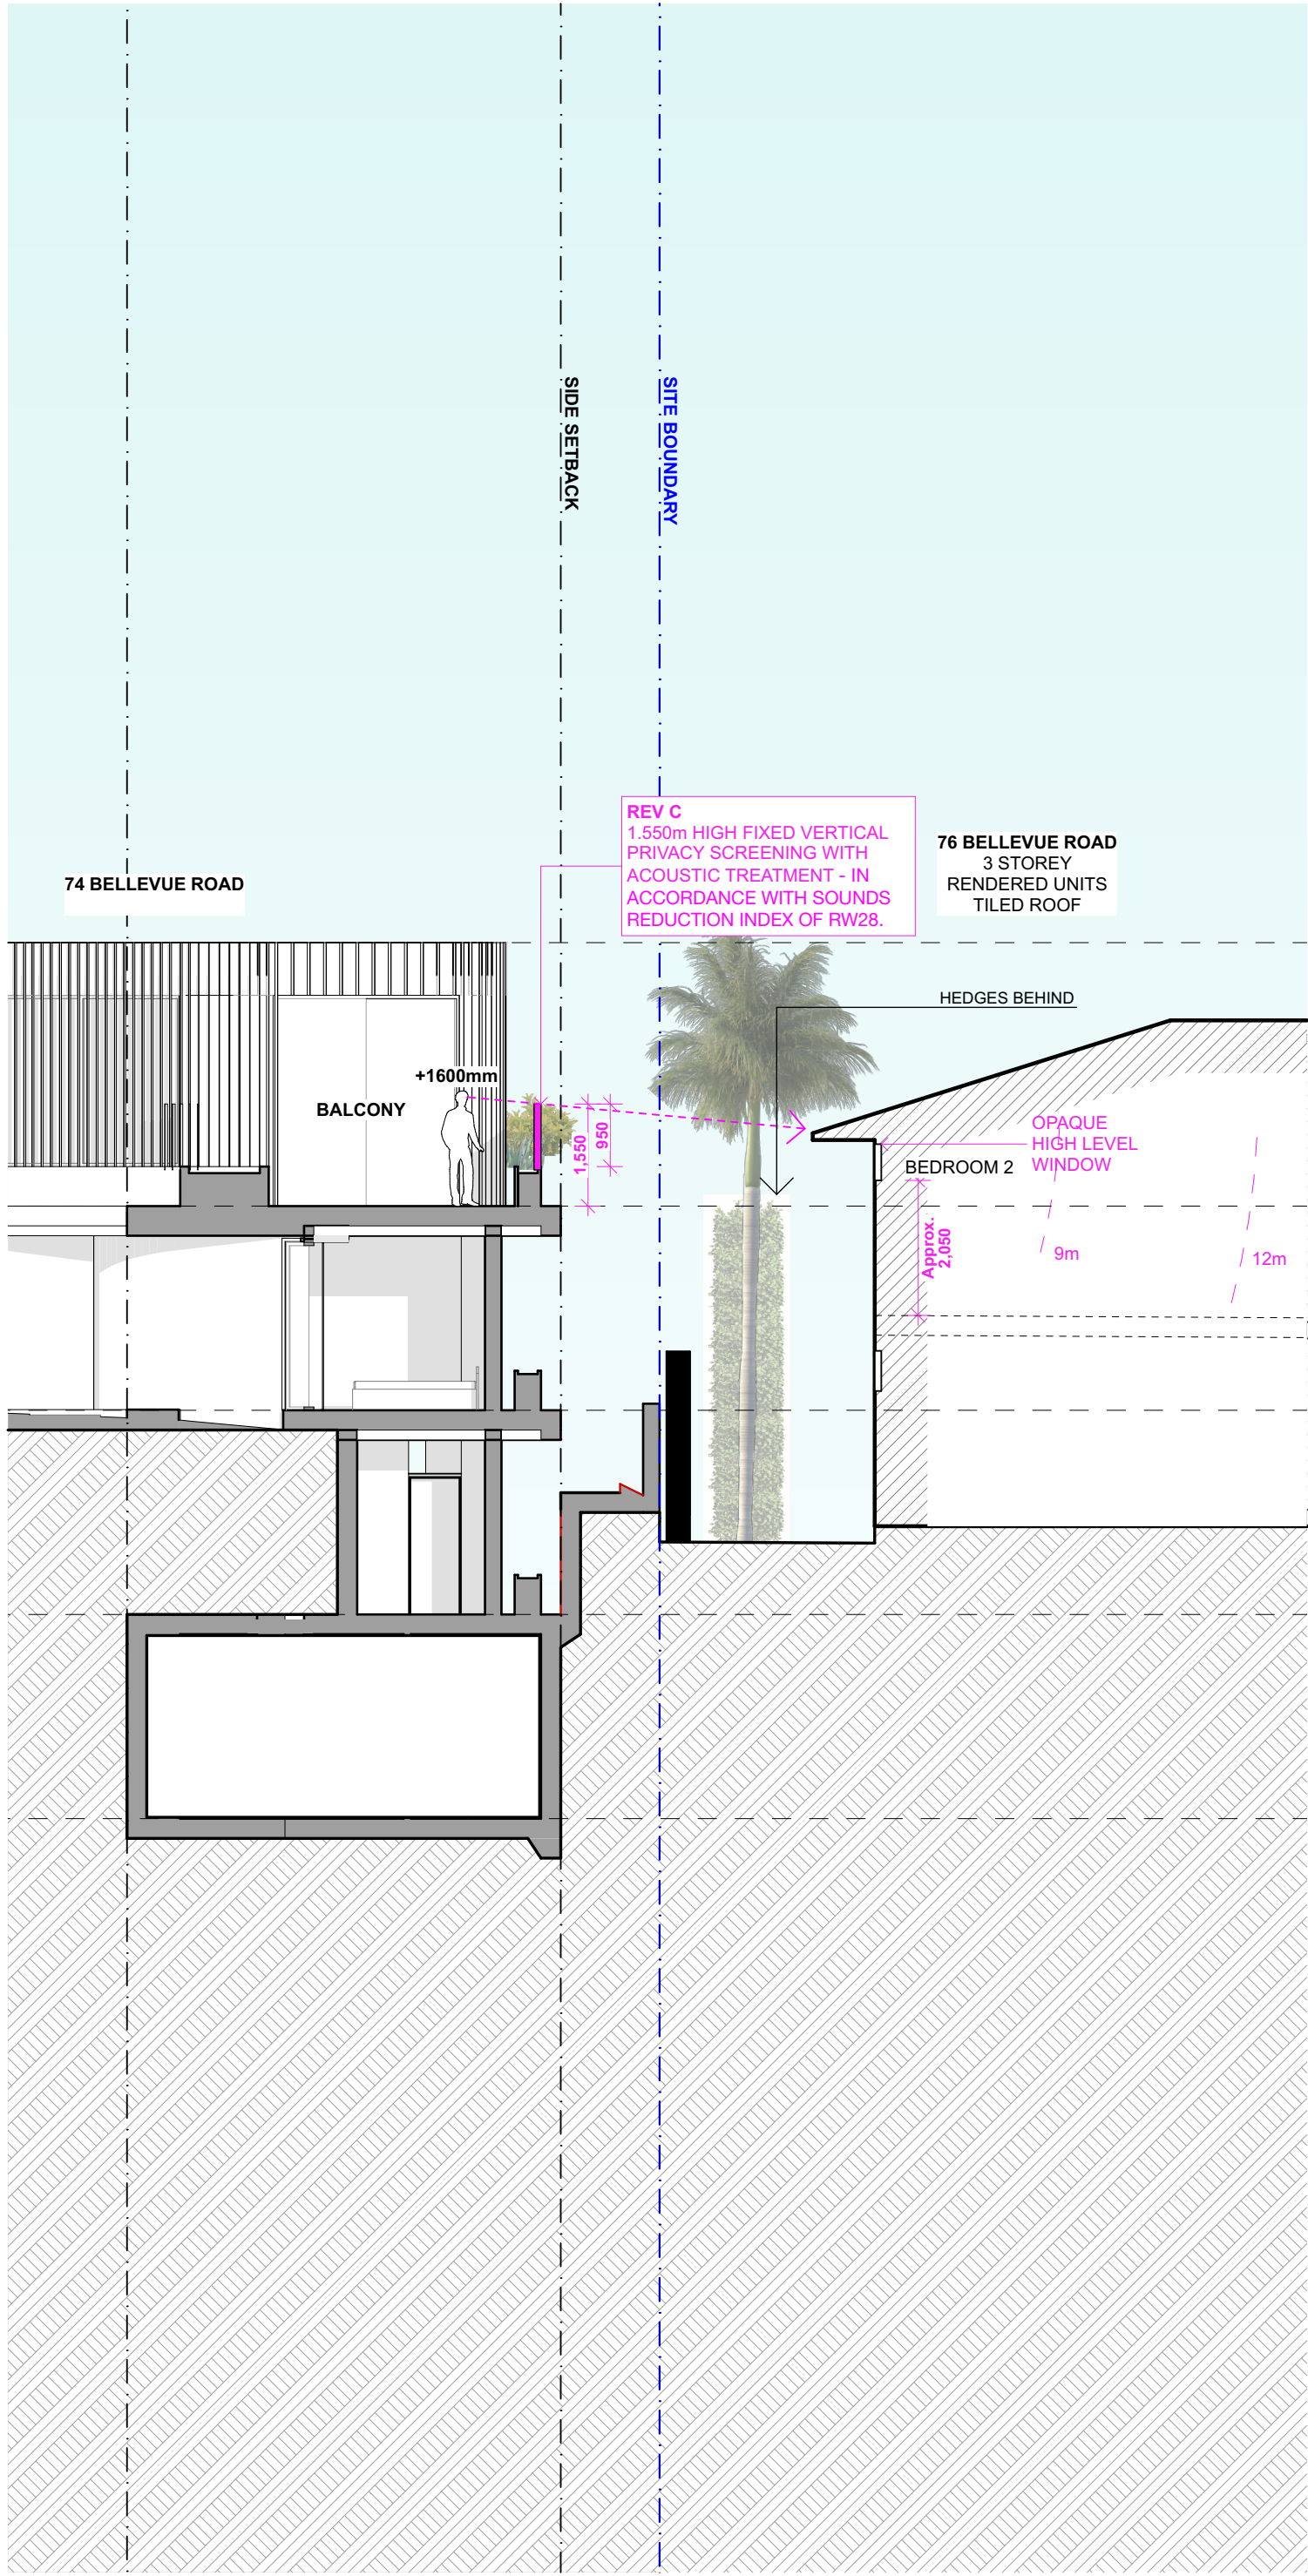 SIDE SETBACK
SITE BOUNDARY
REV C
1.550m HIGH FIXED VERTICAL
PRIVACY SCREENING WITH
ACOUSTIC TREATMENT - IN
ACCORDANCE WITH SOUNDS
REDUCTION INDEX OF RW28.
76 BELLEVUE ROAD
3 STOREY
RENDERED UNITS
TILED ROOF
74 BELLEVUE ROAD
HEDGES BEHIND
+1600mm
BALCONY
1,550
950
OPAQUE
HIGH LEVEL
WINDOW
BEDROOM 2
Approx.
2,050
9m
12m